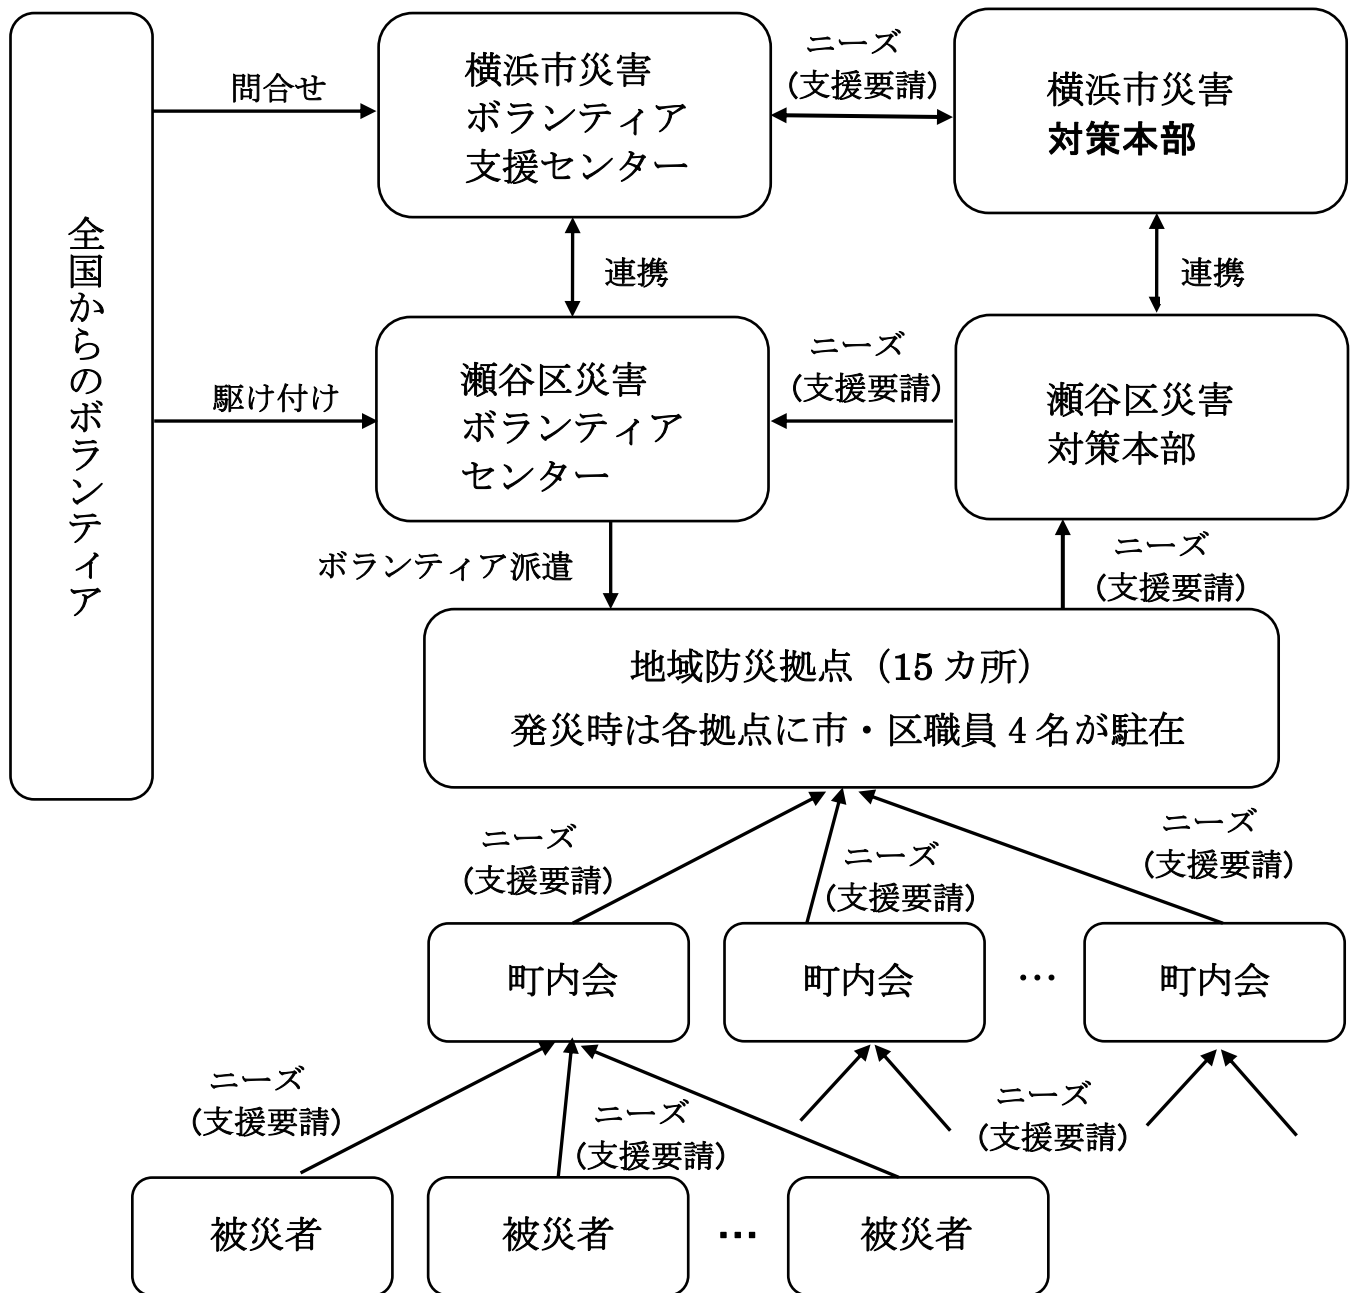 全国からのボランティア
問合せ
横浜市災害
ボランティア
支援センター
ニーズ
(支援要請)
横浜市災害
対策本部
連携
連携
駆け付け
瀬谷区災害
ボランティア
センター
ニーズ
(支援要請)
瀬谷区災害
対策本部
ボランティア派遣
ニーズ
(支援要請)
地域防災拠点（15カ所）
発災時は各拠点に市・区職員4名が駐在
ニーズ
(支援要請)
ニーズ
(支援要請)
ニーズ
(支援要請)
町内会
町内会
…
町内会
ニーズ
(支援要請)
ニーズ
(支援要請)
ニーズ
(支援要請)
被災者
被災者
…
被災者